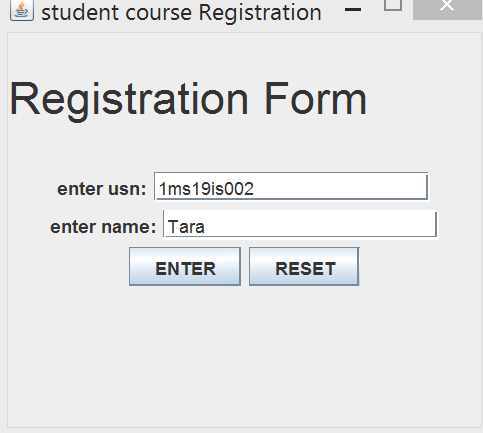 student course Registration
Registration Form
enter usn: 1ms19is002
enter name: Tara
ENTER RESET